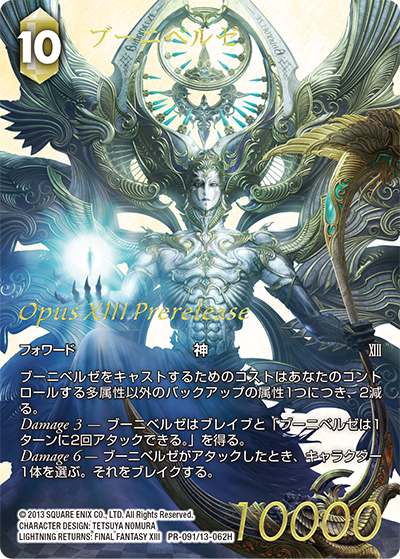 10
ブーニベルゼ
Opus XIII Prerelease
フォワード 神 XIII
ブーニベルゼをキャストするためのコストはあなたのコント
ロールする多属性以外のバックアップの属性1つにつき、2減
る。
Damage 3 — ブーニベルゼはブレイブと「ブーニベルゼは1
ターンに2回アタックできる。」を得る。
Damage 6 — ブーニベルゼがアタックしたとき、キャラクター
1体を選ぶ。それをブレイクする。
© 2013 SQUARE ENIX CO., LTD. All Rights Reserved.
CHARACTER DESIGN: TETSUYA NOMURA
LIGHTNING RETURNS: FINAL FANTASY XIII PR-091/13-062H
10000